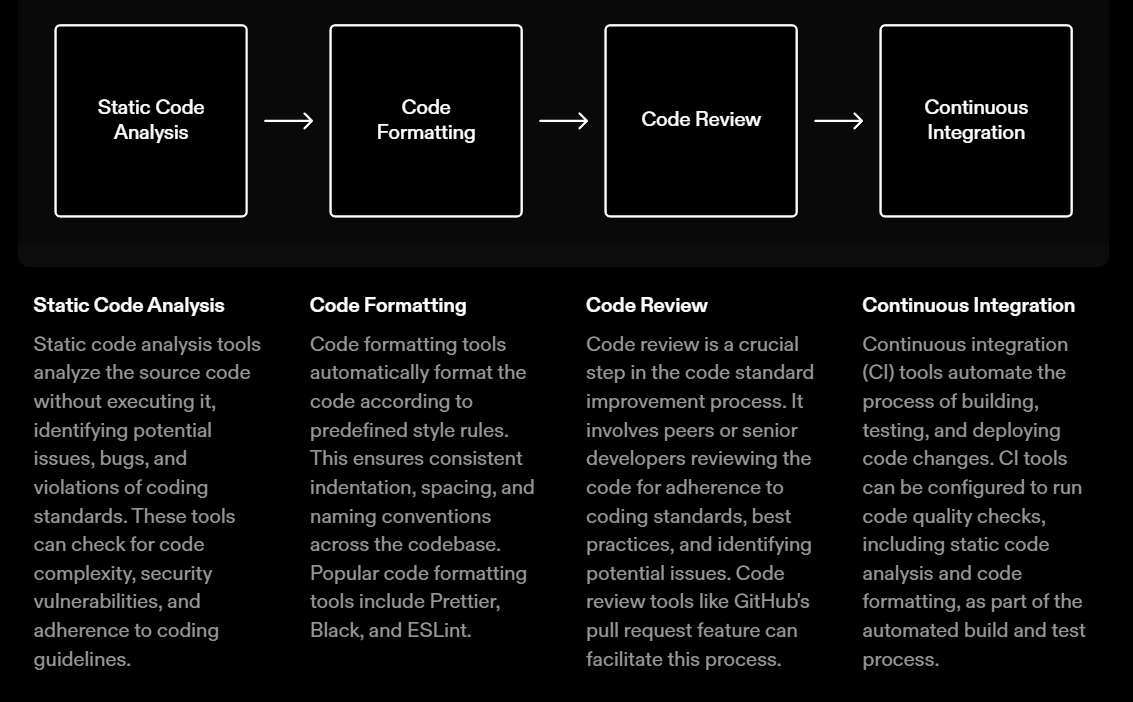 Static Code
Analysis
Code
Formatting
Code Review
Continuous
Integration
Static Code Analysis
Static code analysis tools
analyze the source code
without executing it,
identifying potential
issues, bugs, and
violations of coding
standards. These tools
can check for code
complexity, security
vulnerabilities, and
adherence to coding
guidelines.
Code Formatting
Code formatting tools
automatically format the
code according to
predefined style rules.
This ensures consistent
indentation, spacing, and
naming conventions
across the codebase.
Popular code formatting
tools include Prettier,
Black, and ESLint.
Code Review
Code review is a crucial
step in the code standard
improvement process. It
involves peers or senior
developers reviewing the
code for adherence to
coding standards, best
practices, and identifying
potential issues. Code
review tools like GitHub's
pull request feature can
facilitate this process.
Continuous Integration
Continuous integration
(CI) tools automate the
process of building,
testing, and deploying
code changes. CI tools
can be configured to run
code quality checks,
including static code
analysis and code
formatting, as part of the
automated build and test
process.